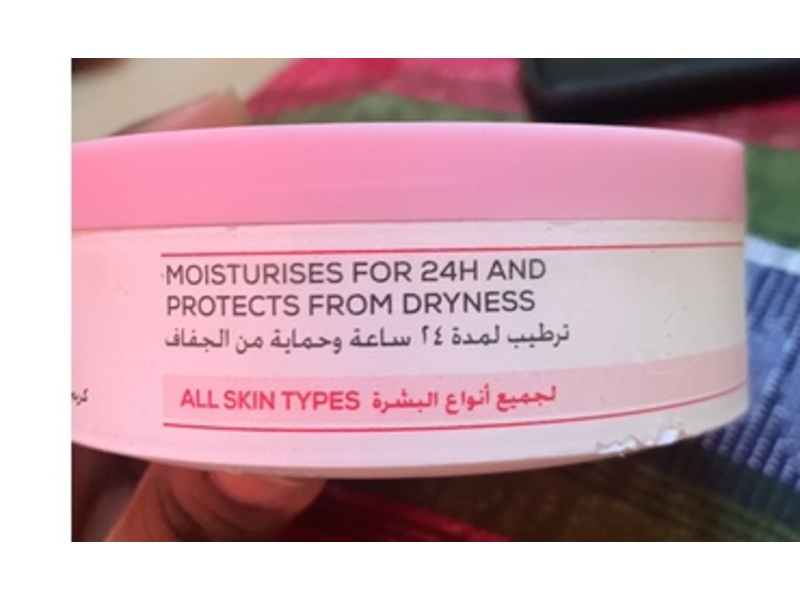 MOISTURISES FOR 24H AND
PROTECTS FROM DRYNESS
ترطيب لمدة ٢٤ ساعة وحماية من الجفاف
ALL SKIN TYPES لجميع أنواع البشرة